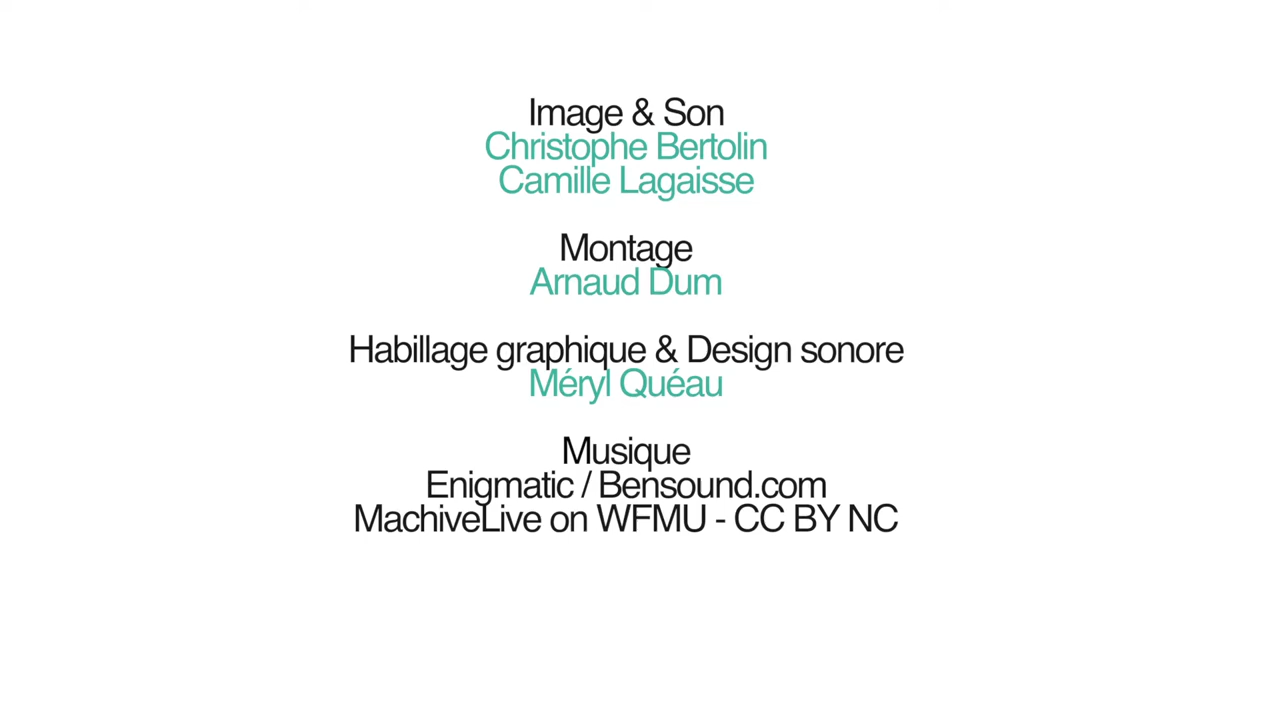 Image & Son
Christophe Bertolin
Camille Lagaisse
Montage
Arnaud Dum
Habillage graphique & Design sonore
Méryl Quéau
Musique
Enigmatic / Bensound.com
MachiveLive on WFMU - CC BY NC